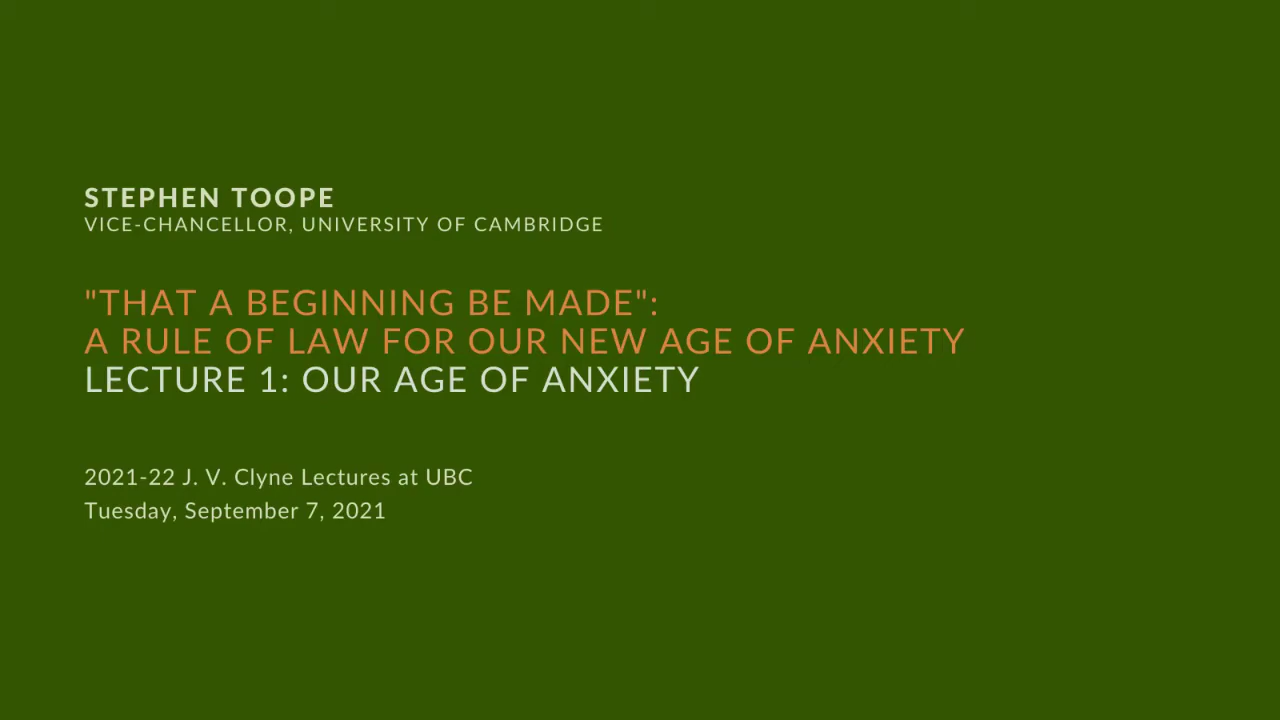 STEPHEN TOOPE
VICE-CHANCELLOR, UNIVERSITY OF CAMBRIDGE
"THAT A BEGINNING BE MADE":
A RULE OF LAW FOR OUR NEW AGE OF ANXIETY
LECTURE 1: OUR AGE OF ANXIETY
2021-22 J. V. Clyne Lectures at UBC
Tuesday, September 7, 2021